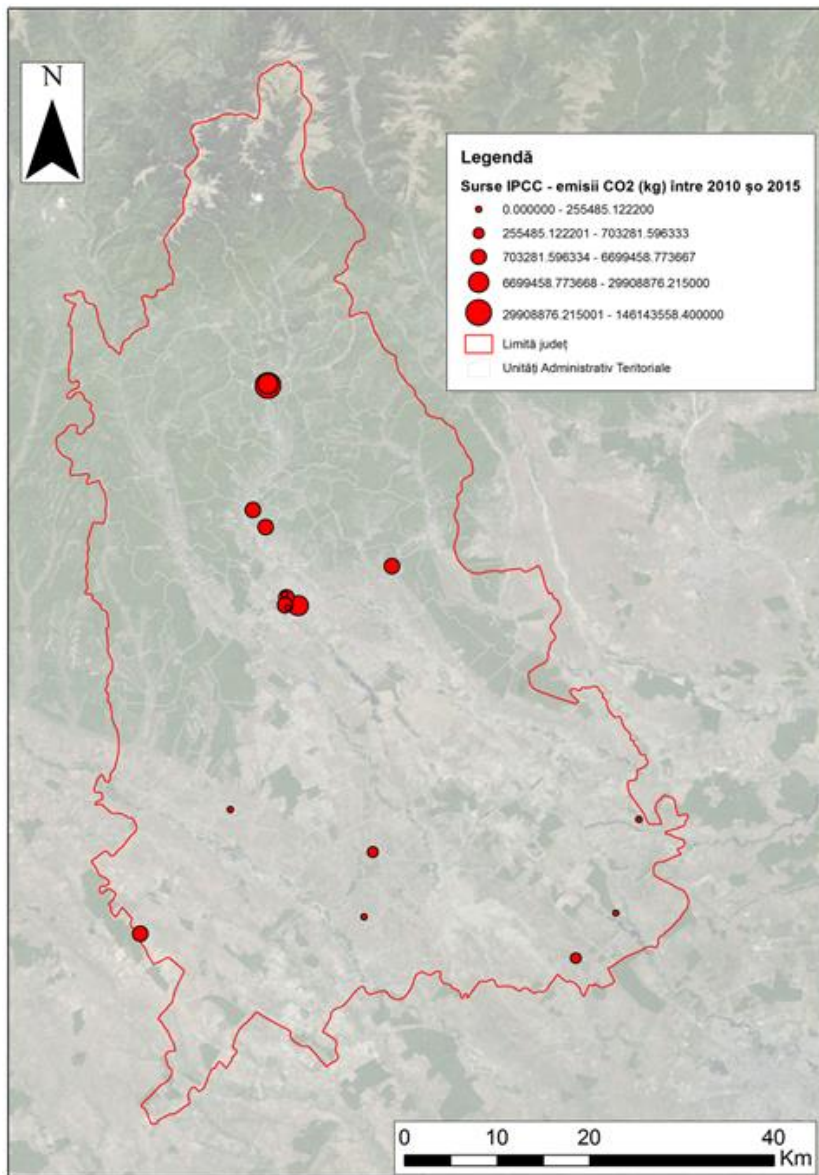 N
Legendă
Surse IPCC - emisii CO2 (kg) între 2010 șo 2015
0.000000 - 255485.122200
255485.122201 - 703281.596333
703281.596334 - 6699458.773667
6699458.773668 - 29908876.215000
29908876.215001 - 146143558.400000
Limită județ
Unități Administrativ Teritoriale
0 10 20 40
Km